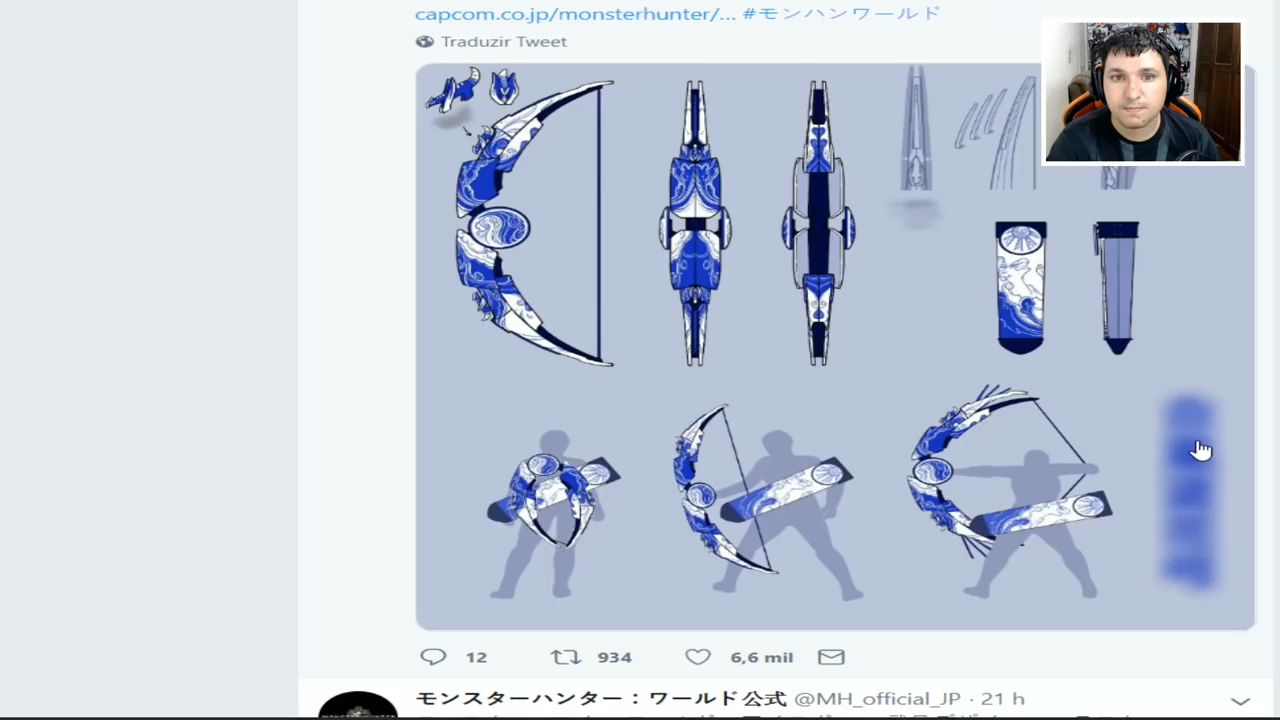 capcom.co.jp/monsterhunter/... #モンハンワールド
Traduzir Tweet
12 934 6,6 mil
モンスターハンター：ワールド公式 @MH_official_JP · 21 h